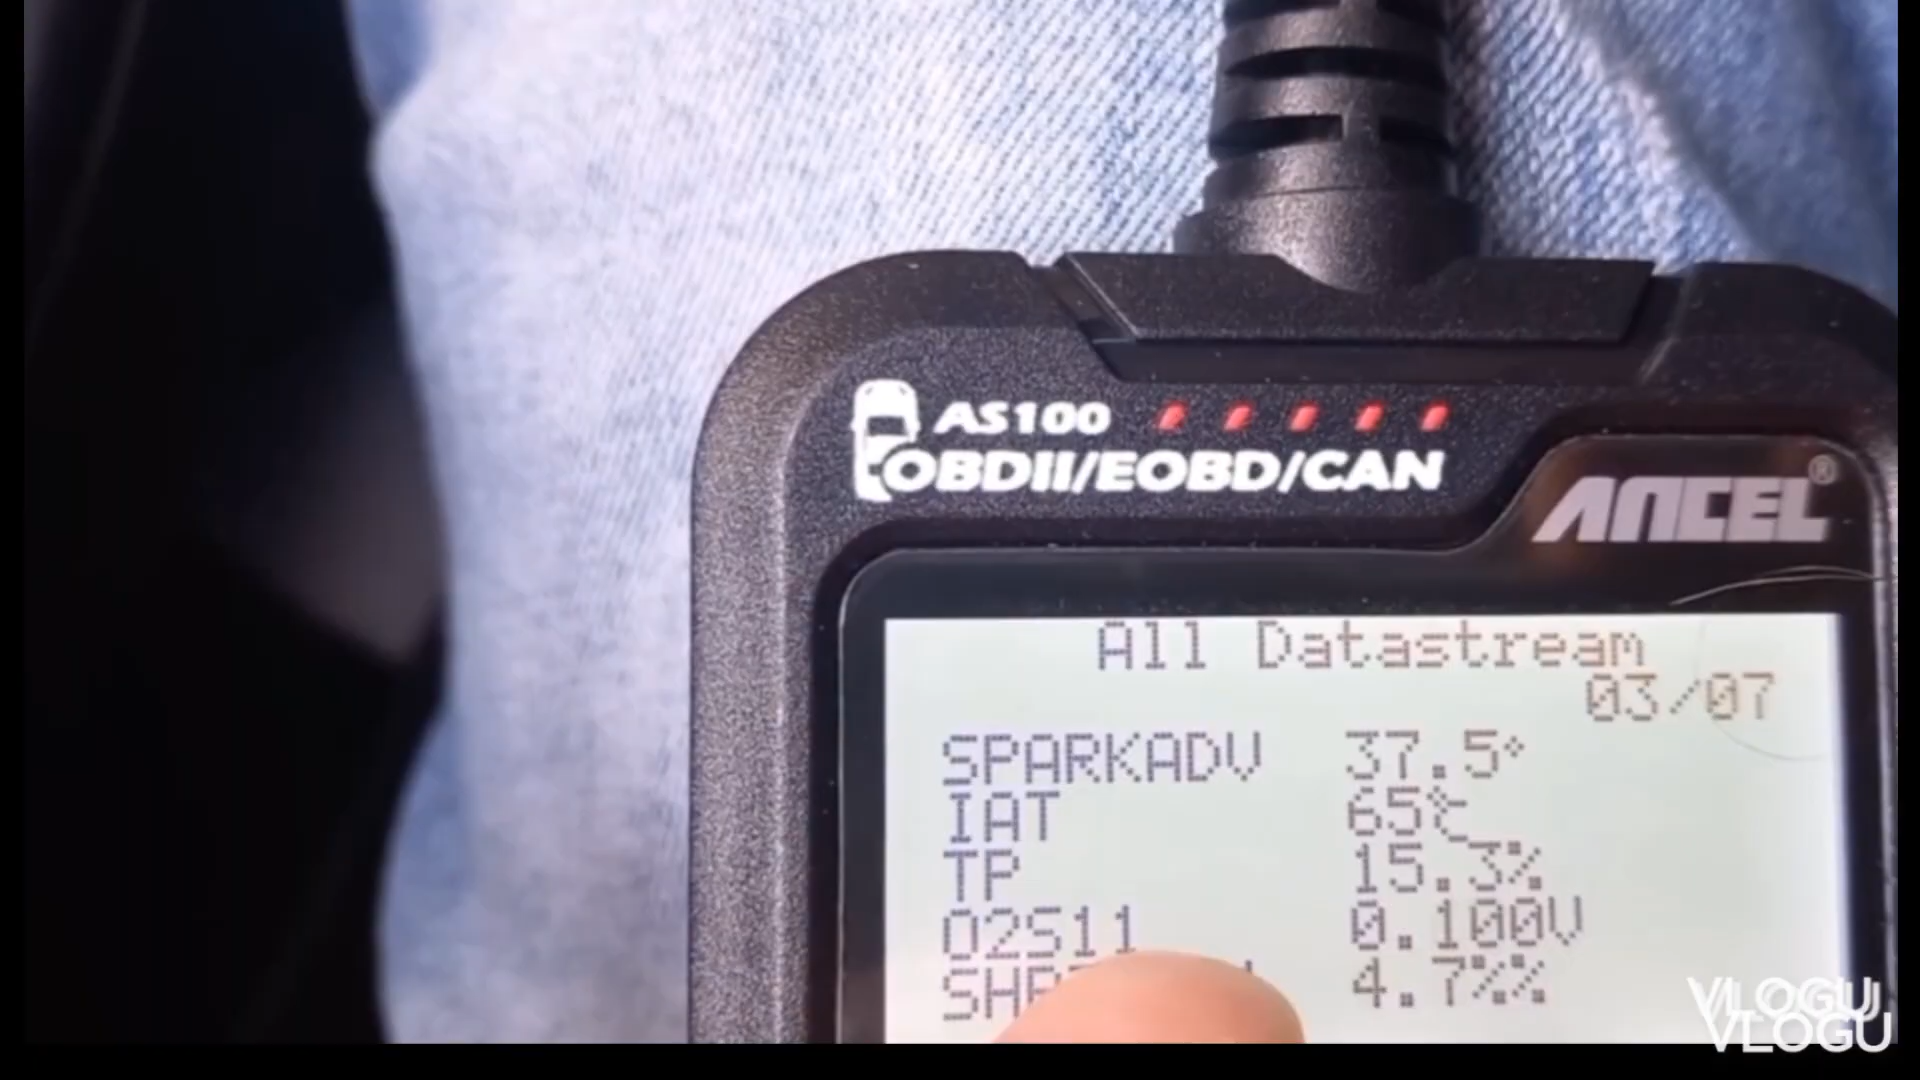 AS100
OBDII/EOBD/CAN
ANCEL®
All Datastream
03/07
SPARKADV 37.5°
IAT 65℃
TP 15.3%
O2S11 0.100V
4.7%%
VLOGU
VLOGU